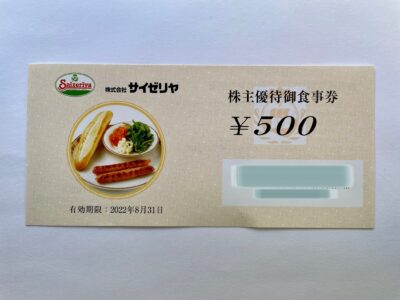 Saizeriya
株式会社 サイゼリヤ
有効期限：2022年8月31日
株主優待御食事券
¥500